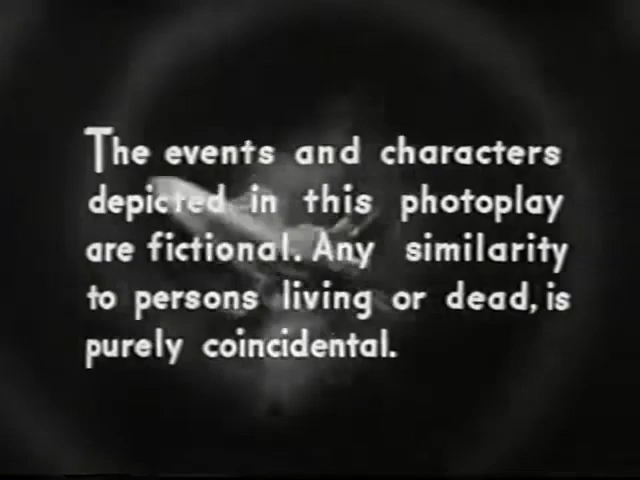 The events and characters
depicted in this photoplay
are fictional. Any similarity
to persons living or dead, is
purely coincidental.